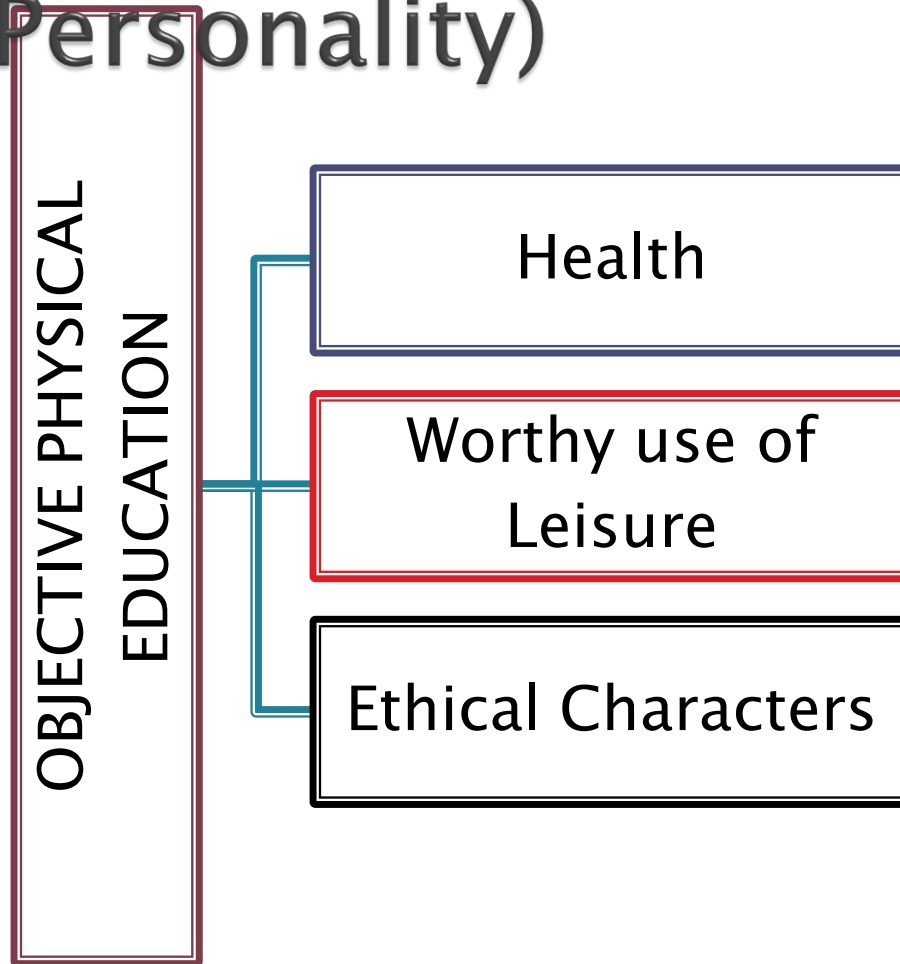 Personality)
OBJECTIVE PHYSICAL
EDUCATION
Health
Worthy use of
Leisure
Ethical Characters